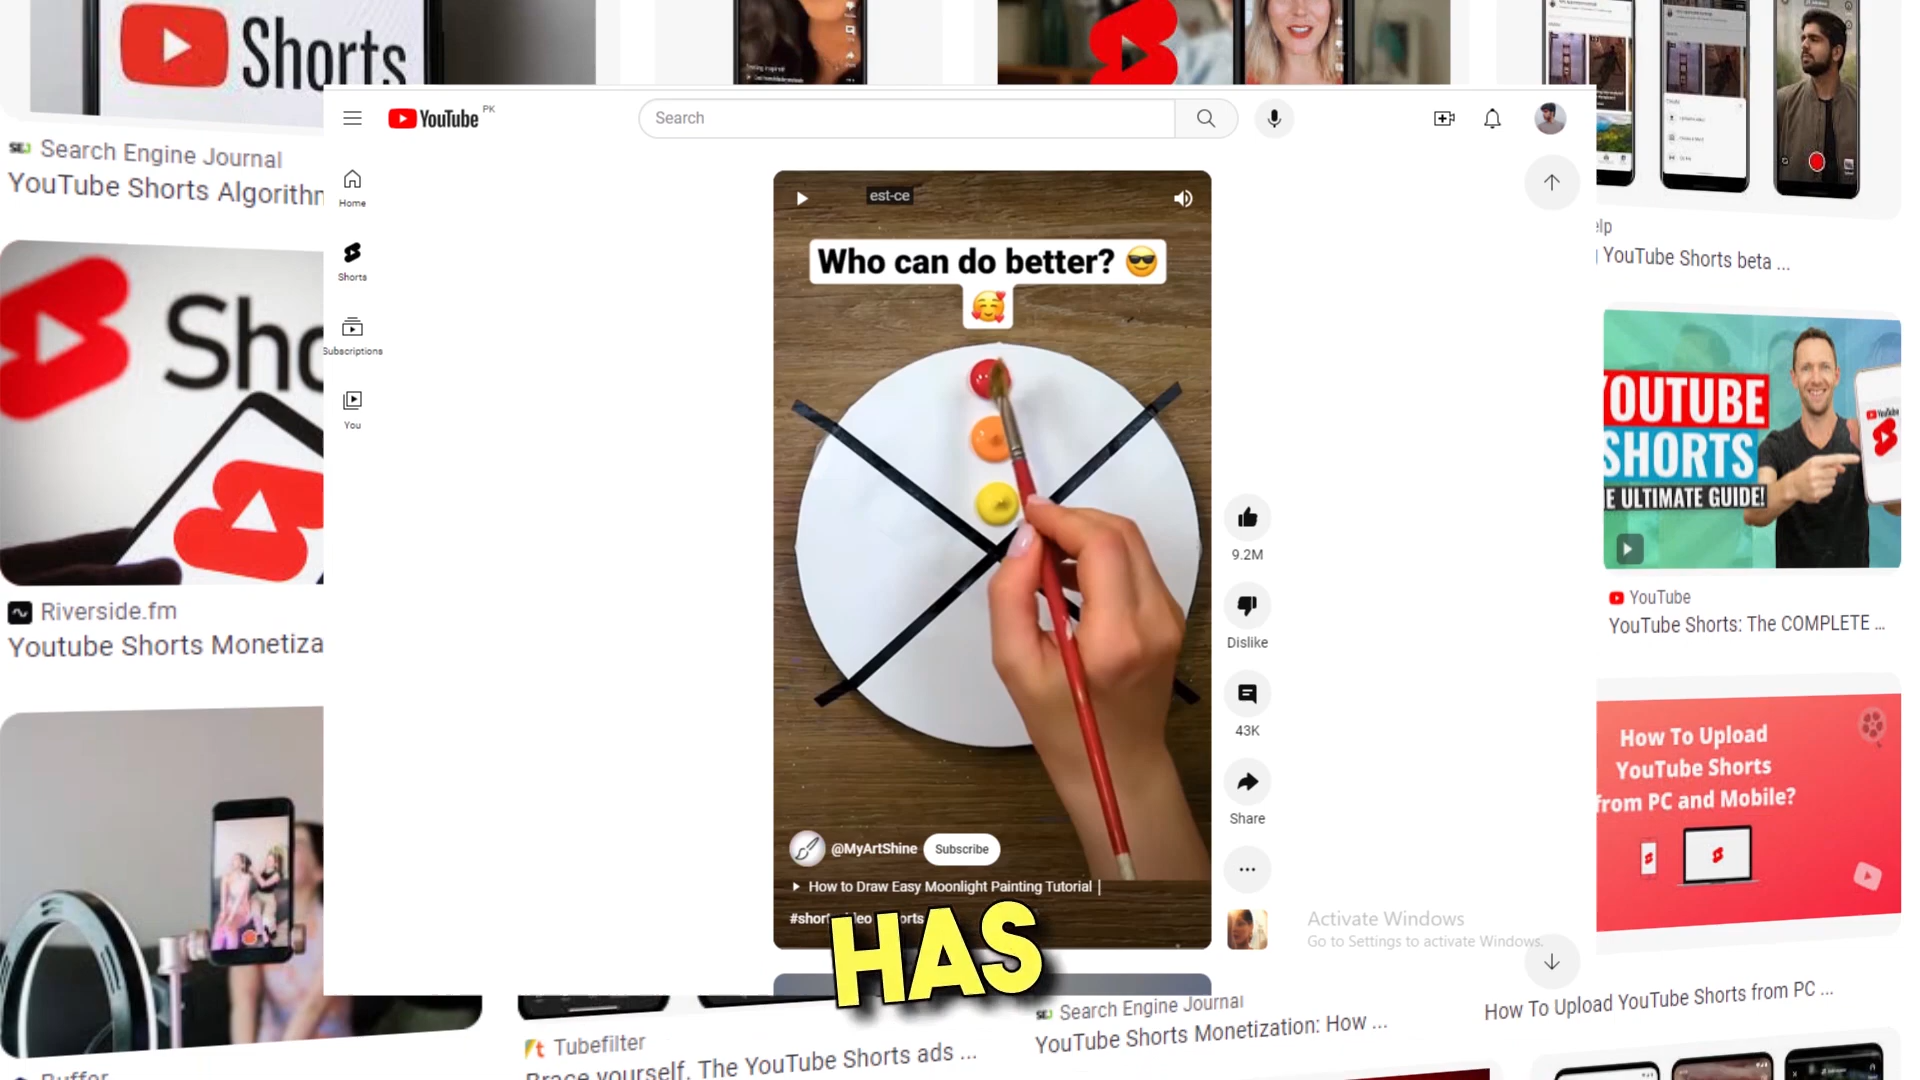 Shorts
Search Engine Journal
YouTube Shorts Algorithm
YouTube PK
Search
Home
Shorts
Subscriptions
You
est-ce
Who can do better? 😎
🥰
9.2M
Dislike
43K
Share
@MyArtShine
Subscribe
How to Draw Easy Moonlight Painting Tutorial |
HAS
Activate Windows
Go to Settings to activate Windows.
Sho
Riverside.fm
Youtube Shorts Monetiza
YouTube Shorts beta ...
OUTUBE
SHORTS
E ULTIMATE GUIDE!
YouTube
YouTube Shorts: The COMPLETE ...
How To Upload
YouTube Shorts
from PC and Mobile?
How To Upload YouTube Shorts from PC ...
Search Engine Journal
YouTube Shorts Monetization: How ...
Tubefilter
Brace yourself. The YouTube Shorts ads ...
Buffer